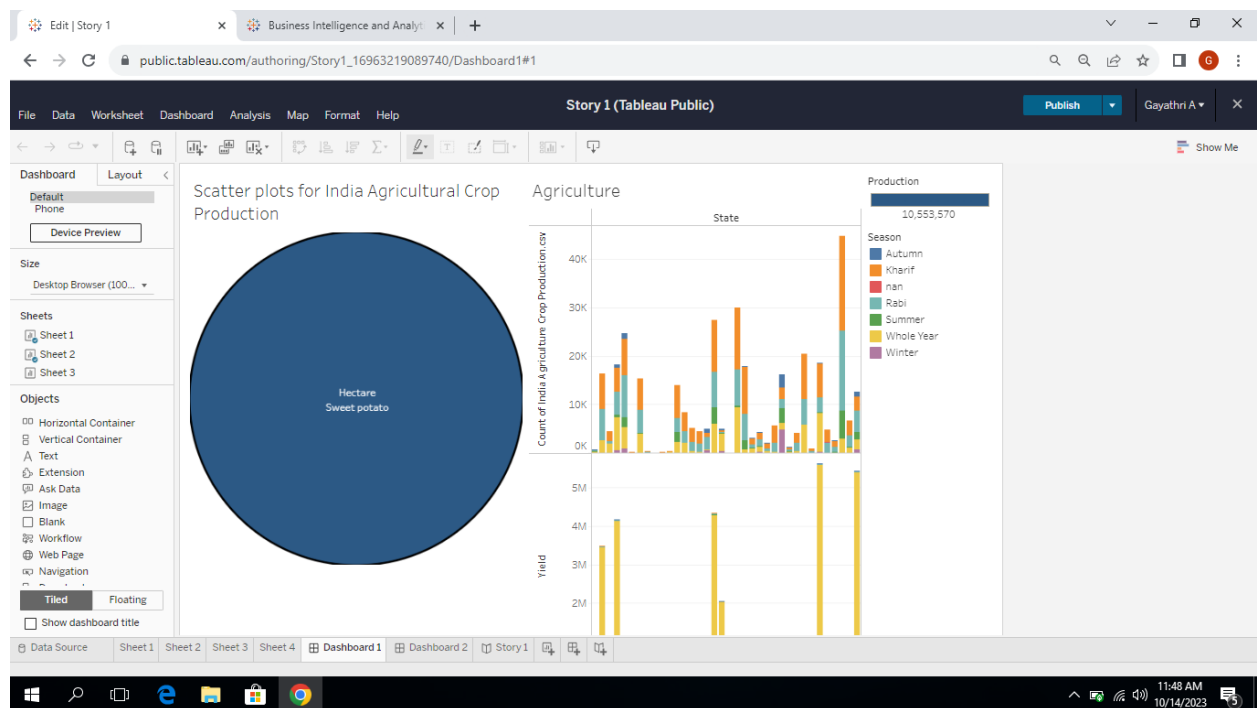 Edit | Story 1
Business Intelligence and Analyt
public.tableau.com/authoring/Story1_16963219089740/Dashboard1#1
G
File Data Worksheet Dashboard Analysis Map Format Help
Story 1 (Tableau Public)
Publish
Gayathri A
Show Me
Dashboard Layout
Default
Phone
Device Preview
Size
Desktop Browser (100...
Sheets
Sheet 1
Sheet 2
Sheet 3
Objects
Horizontal Container
Vertical Container
A Text
Extension
Ask Data
Image
Blank
Workflow
Web Page
Navigation
Tiled Floating
Show dashboard title
Scatter plots for India Agricultural Crop
Production
Hectare
Sweet potato
Agriculture
State
Count of India Agriculture Crop Production.csv
40K
30K
20K
10K
0K
Yield
5M
4M
3M
2M
Production
10,553,570
Season
Autumn
Kharif
nan
Rabi
Summer
Whole Year
Winter
Data Source Sheet 1 Sheet 2 Sheet 3 Sheet 4 Dashboard 1 Dashboard 2 Story 1
11:48 AM
10/14/2023
5